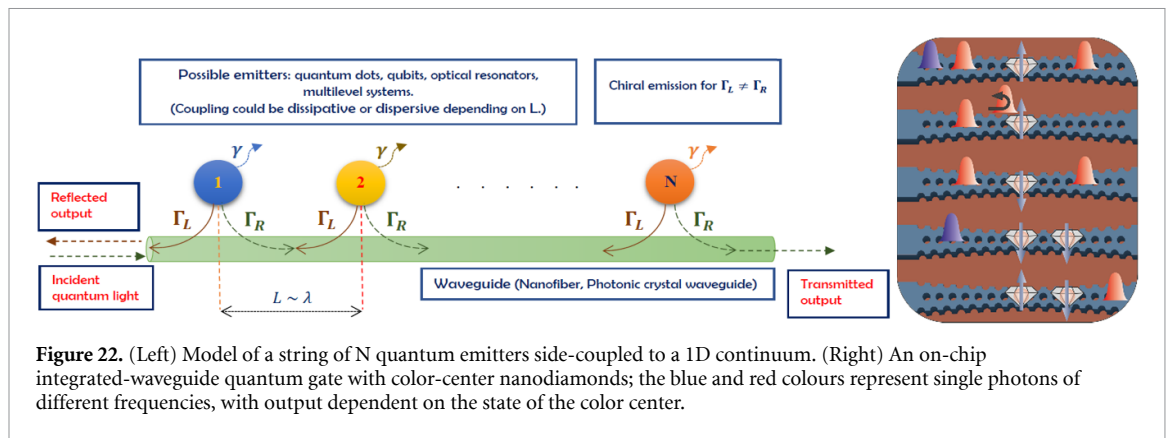 Possible emitters: quantum dots, qubits, optical resonators,
multilevel systems.
(Coupling could be dissipative or dispersive depending on L.)
Chiral emission for Γ_L ≠ Γ_R
γ
γ
γ
1
2
. . . . . .
N
Reflected
output
Γ_L
Γ_R
Γ_L
Γ_R
Γ_L
Γ_R
Incident
quantum light
L ~ λ
Waveguide (Nanofiber, Photonic crystal waveguide)
Transmitted
output
Figure 22. (Left) Model of a string of N quantum emitters side-coupled to a 1D continuum. (Right) An on-chip
integrated-waveguide quantum gate with color-center nanodiamonds; the blue and red colours represent single photons of
different frequencies, with output dependent on the state of the color center.